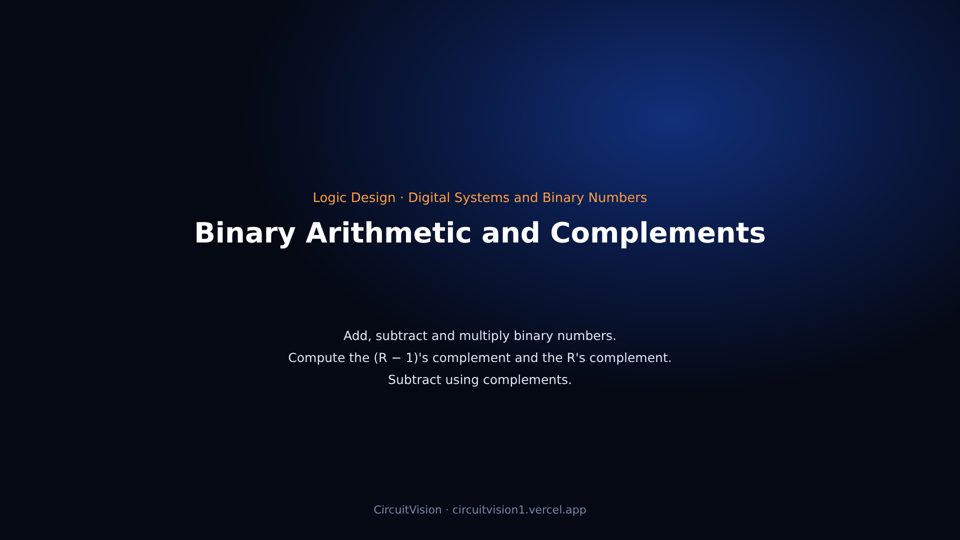 Logic Design · Digital Systems and Binary Numbers
Binary Arithmetic and Complements
Add, subtract and multiply binary numbers.
Compute the (R − 1)'s complement and the R's complement.
Subtract using complements.
CircuitVision · circuitvision1.vercel.app